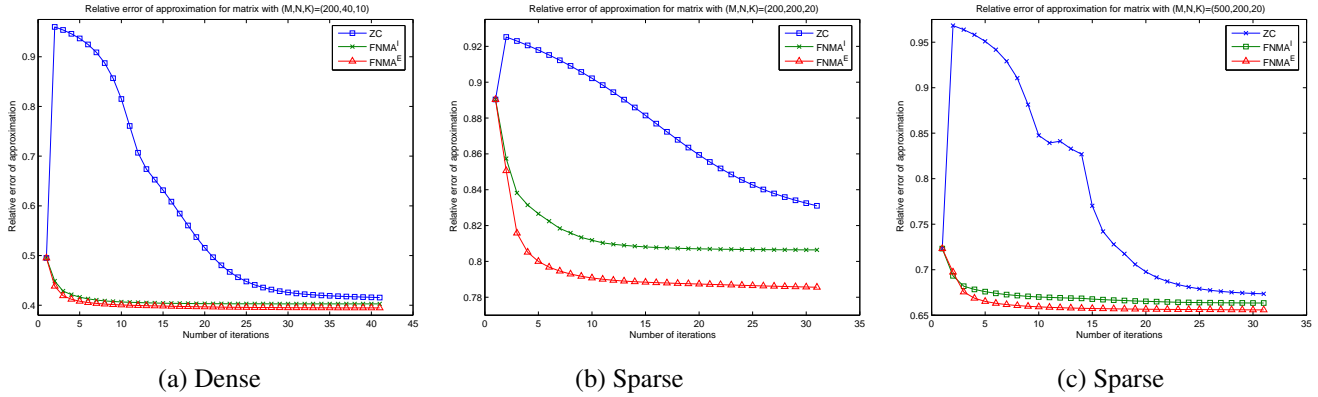 Relative error of approximation for matrix with (M,N,K)=(200,40,10)
Relative error of approximation
0.9
0.8
0.7
0.6
0.5
0.4
0 5 10 15 20 25 30 35 40 45
Number of iterations
ZC
FNMA^I
FNMA^E
(a) Dense
Relative error of approximation for matrix with (M,N,K)=(200,200,20)
Relative error of approximation
0.92
0.9
0.88
0.86
0.84
0.82
0.8
0.78
0 5 10 15 20 25 30 35
Number of iterations
ZC
FNMA^I
FNMA^E
(b) Sparse
Relative error of approximation for matrix with (M,N,K)=(500,200,20)
Relative error of approximation
0.95
0.9
0.85
0.8
0.75
0.7
0.65
0 5 10 15 20 25 30 35
Number of iterations
ZC
FNMA^I
FNMA^E
(c) Sparse